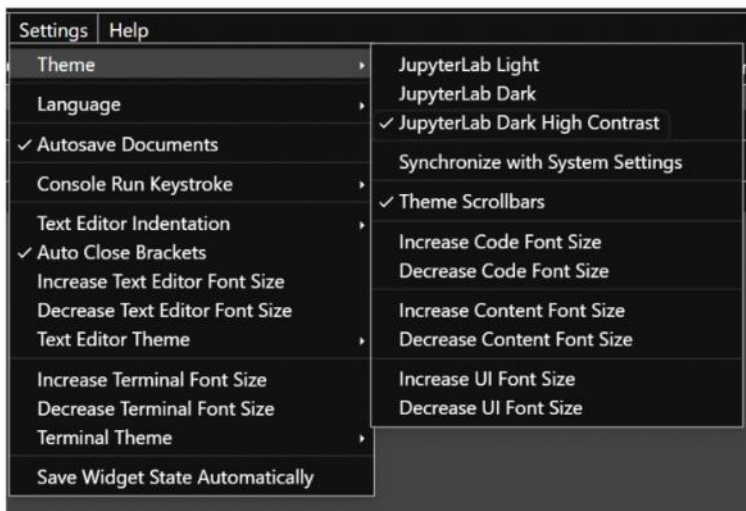 Settings Help
Theme
Language
✓ Autosave Documents
Console Run Keystroke
Text Editor Indentation
✓ Auto Close Brackets
Increase Text Editor Font Size
Decrease Text Editor Font Size
Text Editor Theme
Increase Terminal Font Size
Decrease Terminal Font Size
Terminal Theme
Save Widget State Automatically
JupyterLab Light
JupyterLab Dark
✓ JupyterLab Dark High Contrast
Synchronize with System Settings
✓ Theme Scrollbars
Increase Code Font Size
Decrease Code Font Size
Increase Content Font Size
Decrease Content Font Size
Increase UI Font Size
Decrease UI Font Size